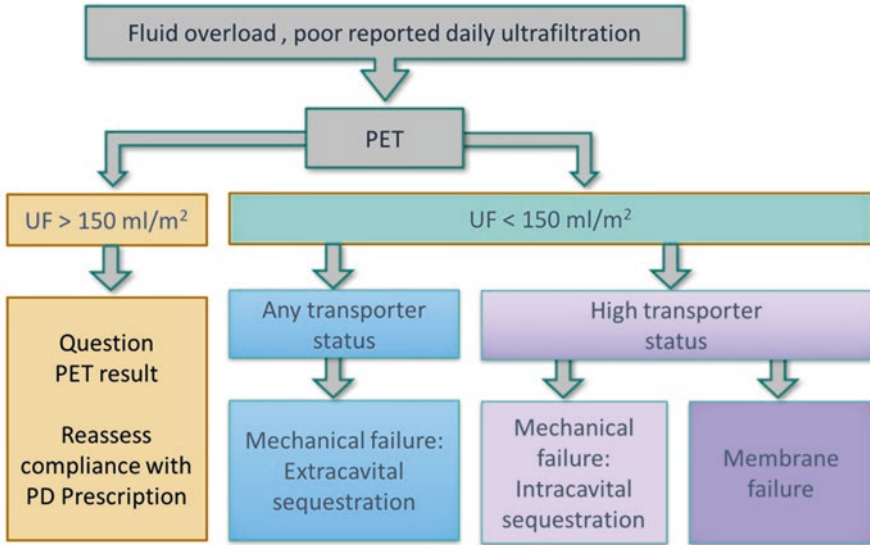 Fluid overload , poor reported daily ultrafiltration
PET
UF > 150 ml/m²
UF < 150 ml/m²
Any transporter
status
High transporter
status
Question
PET result
Reassess
compliance with
PD Prescription
Mechanical failure:
Extracavital
sequestration
Mechanical
failure:
Intracavital
sequestration
Membrane
failure